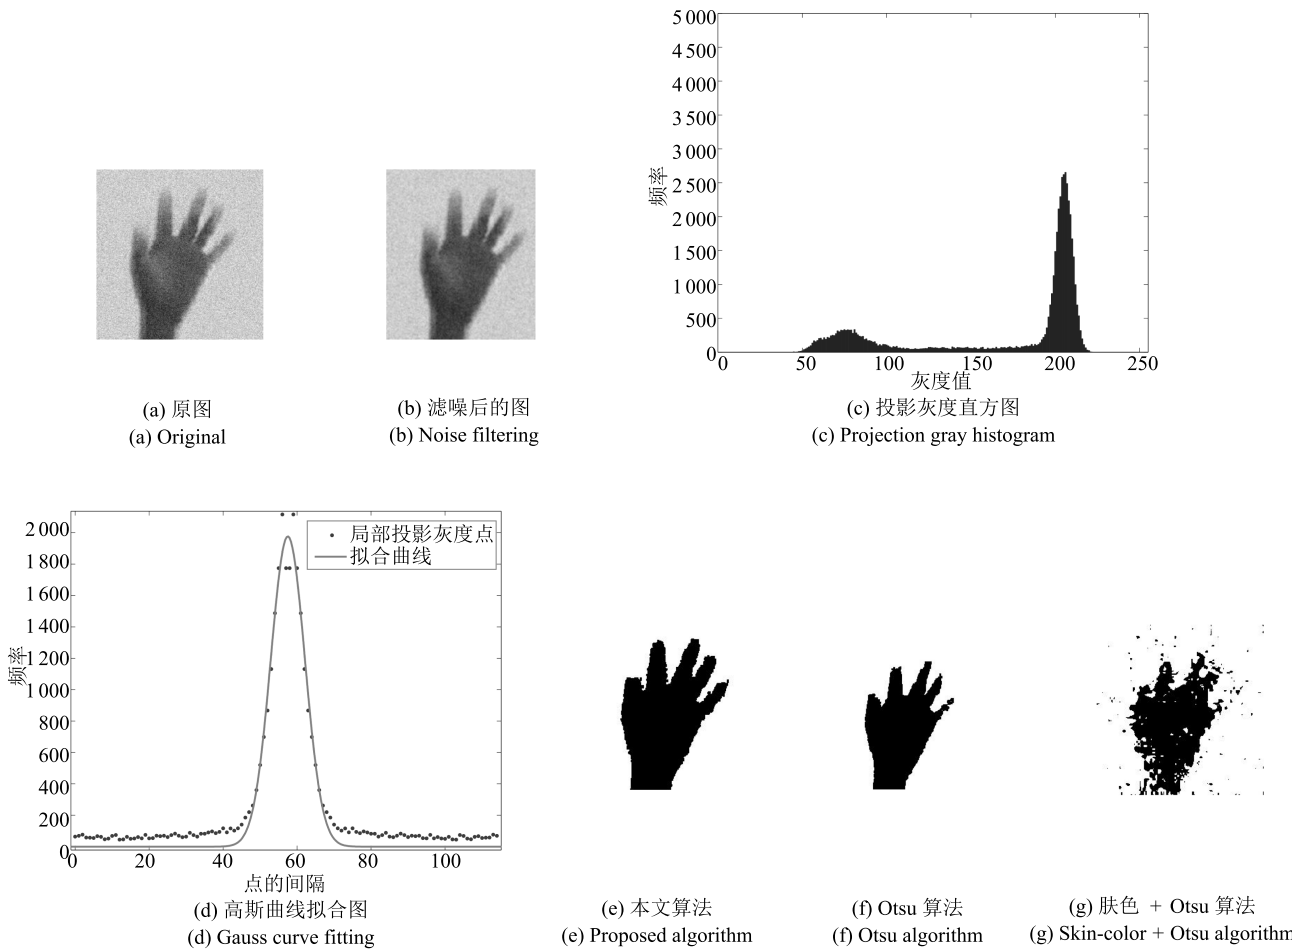 5 000
4 500
4 000
3 500
3 000
2 500
2 000
1 500
1 000
500
0
频率
0 50 100 150 200 250
灰度值
(a) 原图
(a) Original
(b) 滤噪后的图
(b) Noise filtering
(c) 投影灰度直方图
(c) Projection gray histogram
2 000
1 800
1 600
1 400
1 200
1 000
800
600
400
200
0
频率
局部投影灰度点
拟合曲线
0 20 40 60 80 100
点的间隔
(d) 高斯曲线拟合图
(d) Gauss curve fitting
(e) 本文算法
(e) Proposed algorithm
(f) Otsu 算法
(f) Otsu algorithm
(g) 肤色 + Otsu 算法
(g) Skin-color + Otsu algorithm